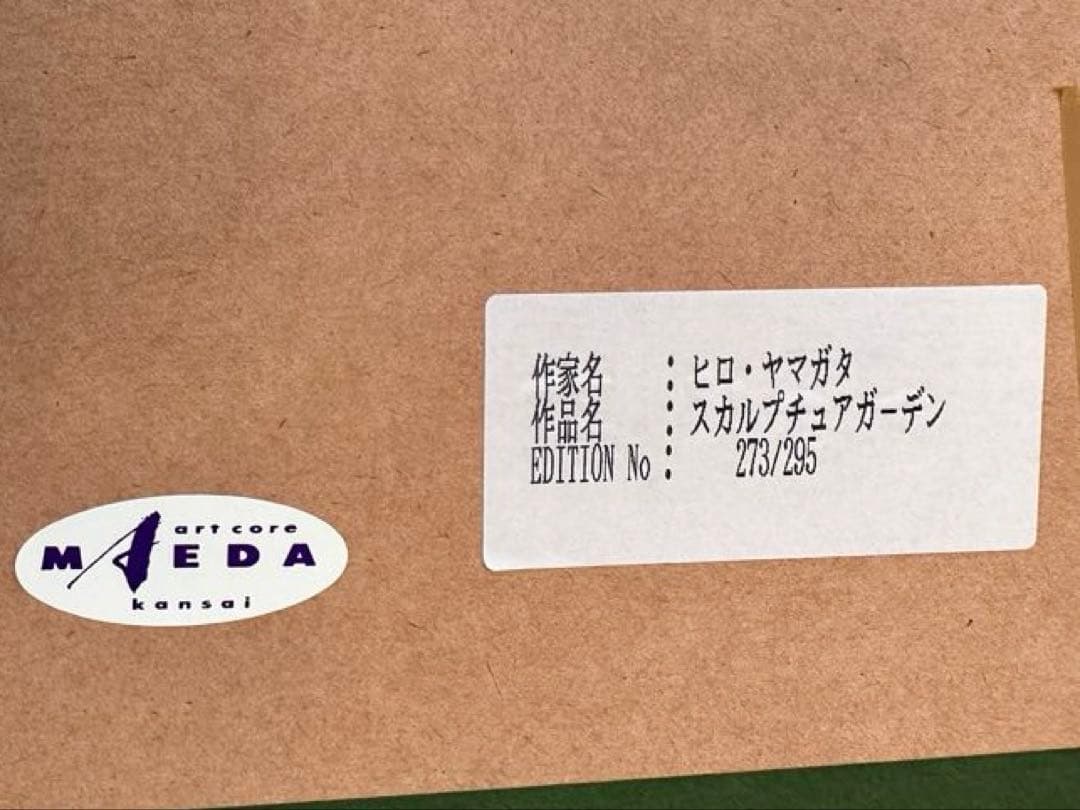 作家名 : ヒロ・ヤマガタ
作品名 : スカルプチュアガーデン
EDITION No : 273/295
art core
MAEDA
kansai